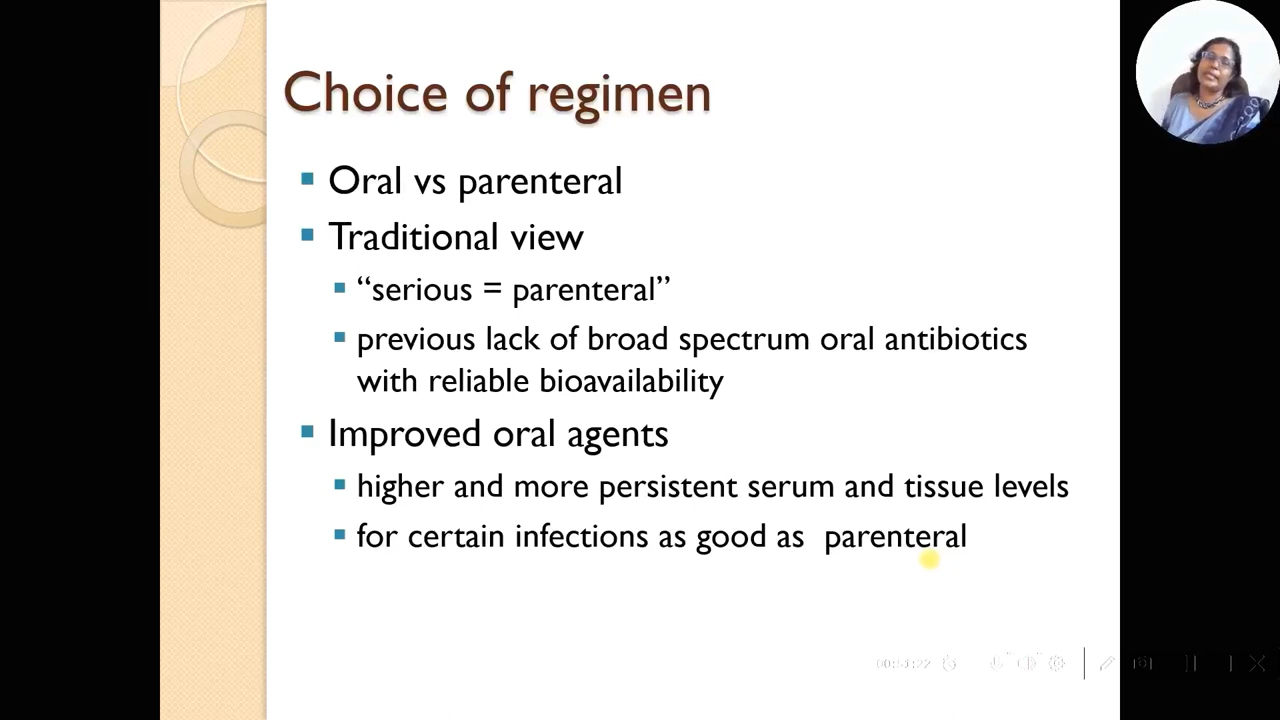 Choice of regimen
Oral vs parenteral
Traditional view
“serious = parenteral”
previous lack of broad spectrum oral antibiotics
with reliable bioavailability
Improved oral agents
higher and more persistent serum and tissue levels
for certain infections as good as parenteral